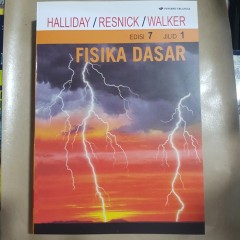 HALLIDAY / RESNICK / WALKER
EDISI 7 JILID 1
FISIKA DASAR